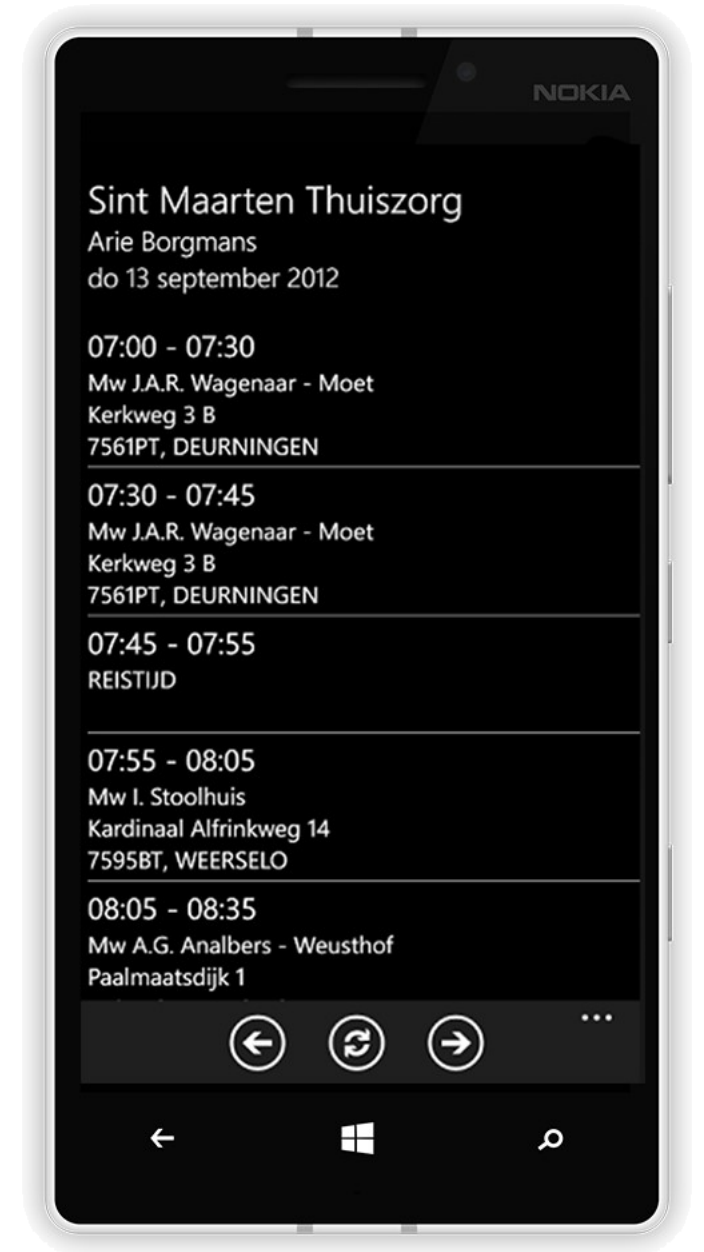 NOKIA
Sint Maarten Thuiszorg
Arie Borgmans
do 13 september 2012
07:00 - 07:30
Mw J.A.R. Wagenaar - Moet
Kerkweg 3 B
7561PT, DEURNINGEN
07:30 - 07:45
Mw J.A.R. Wagenaar - Moet
Kerkweg 3 B
7561PT, DEURNINGEN
07:45 - 07:55
REISTIJD
07:55 - 08:05
Mw I. Stoolhuis
Kardinaal Alfrinkweg 14
7595BT, WEERSELO
08:05 - 08:35
Mw A.G. Analbers - Weusthof
Paalmaatsdijk 1